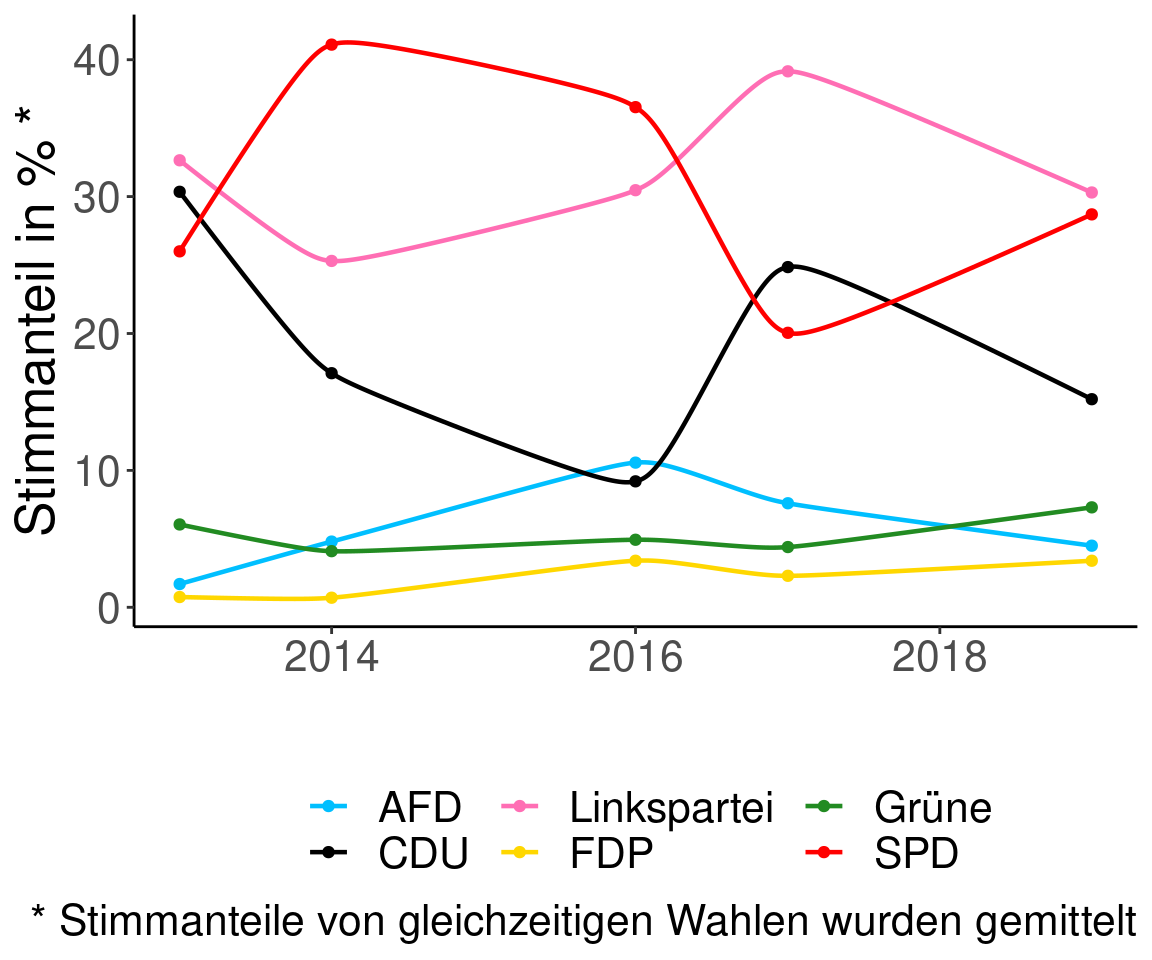 Stimmanteil in % *
40
30
20
10
0
2014 2016 2018
AFD Linkspartei Grüne
CDU FDP SPD
* Stimmanteile von gleichzeitigen Wahlen wurden gemittelt